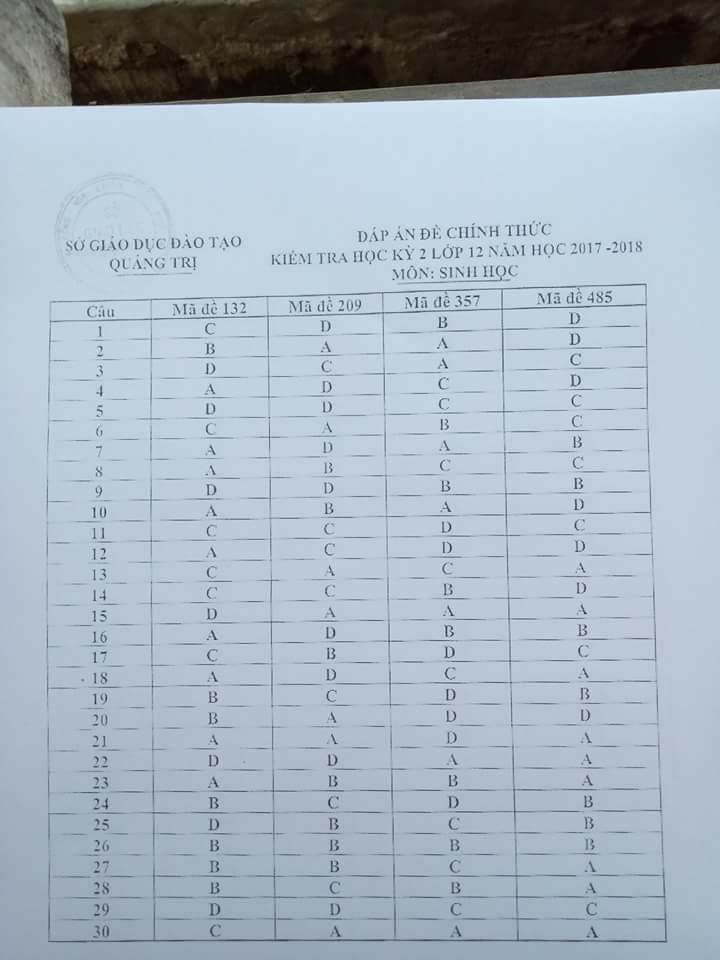 SỞ GIÁO DỤC ĐÀO TẠO
QUẢNG TRỊ
ĐÁP ÁN ĐỀ CHÍNH THỨC
KIỂM TRA HỌC KỲ 2 LỚP 12 NĂM HỌC 2017 -2018
MÔN: SINH HỌC
Câu Mã đề 132 Mã đề 209 Mã đề 357 Mã đề 485
1 C D B D
2 B A A D
3 D C A C
4 A D C D
5 D D C C
6 C A B C
7 A D A B
8 A B C C
9 D D B B
10 A B A D
11 C C D C
12 A C D D
13 C A C A
14 C C B D
15 D A A A
16 A D B B
17 C B D C
18 A D C A
19 B C D B
20 B A D D
21 A A D A
22 D D A A
23 A B B A
24 B C D B
25 D B C B
26 B B B B
27 B B C A
28 B C B A
29 D D C C
30 C A A A